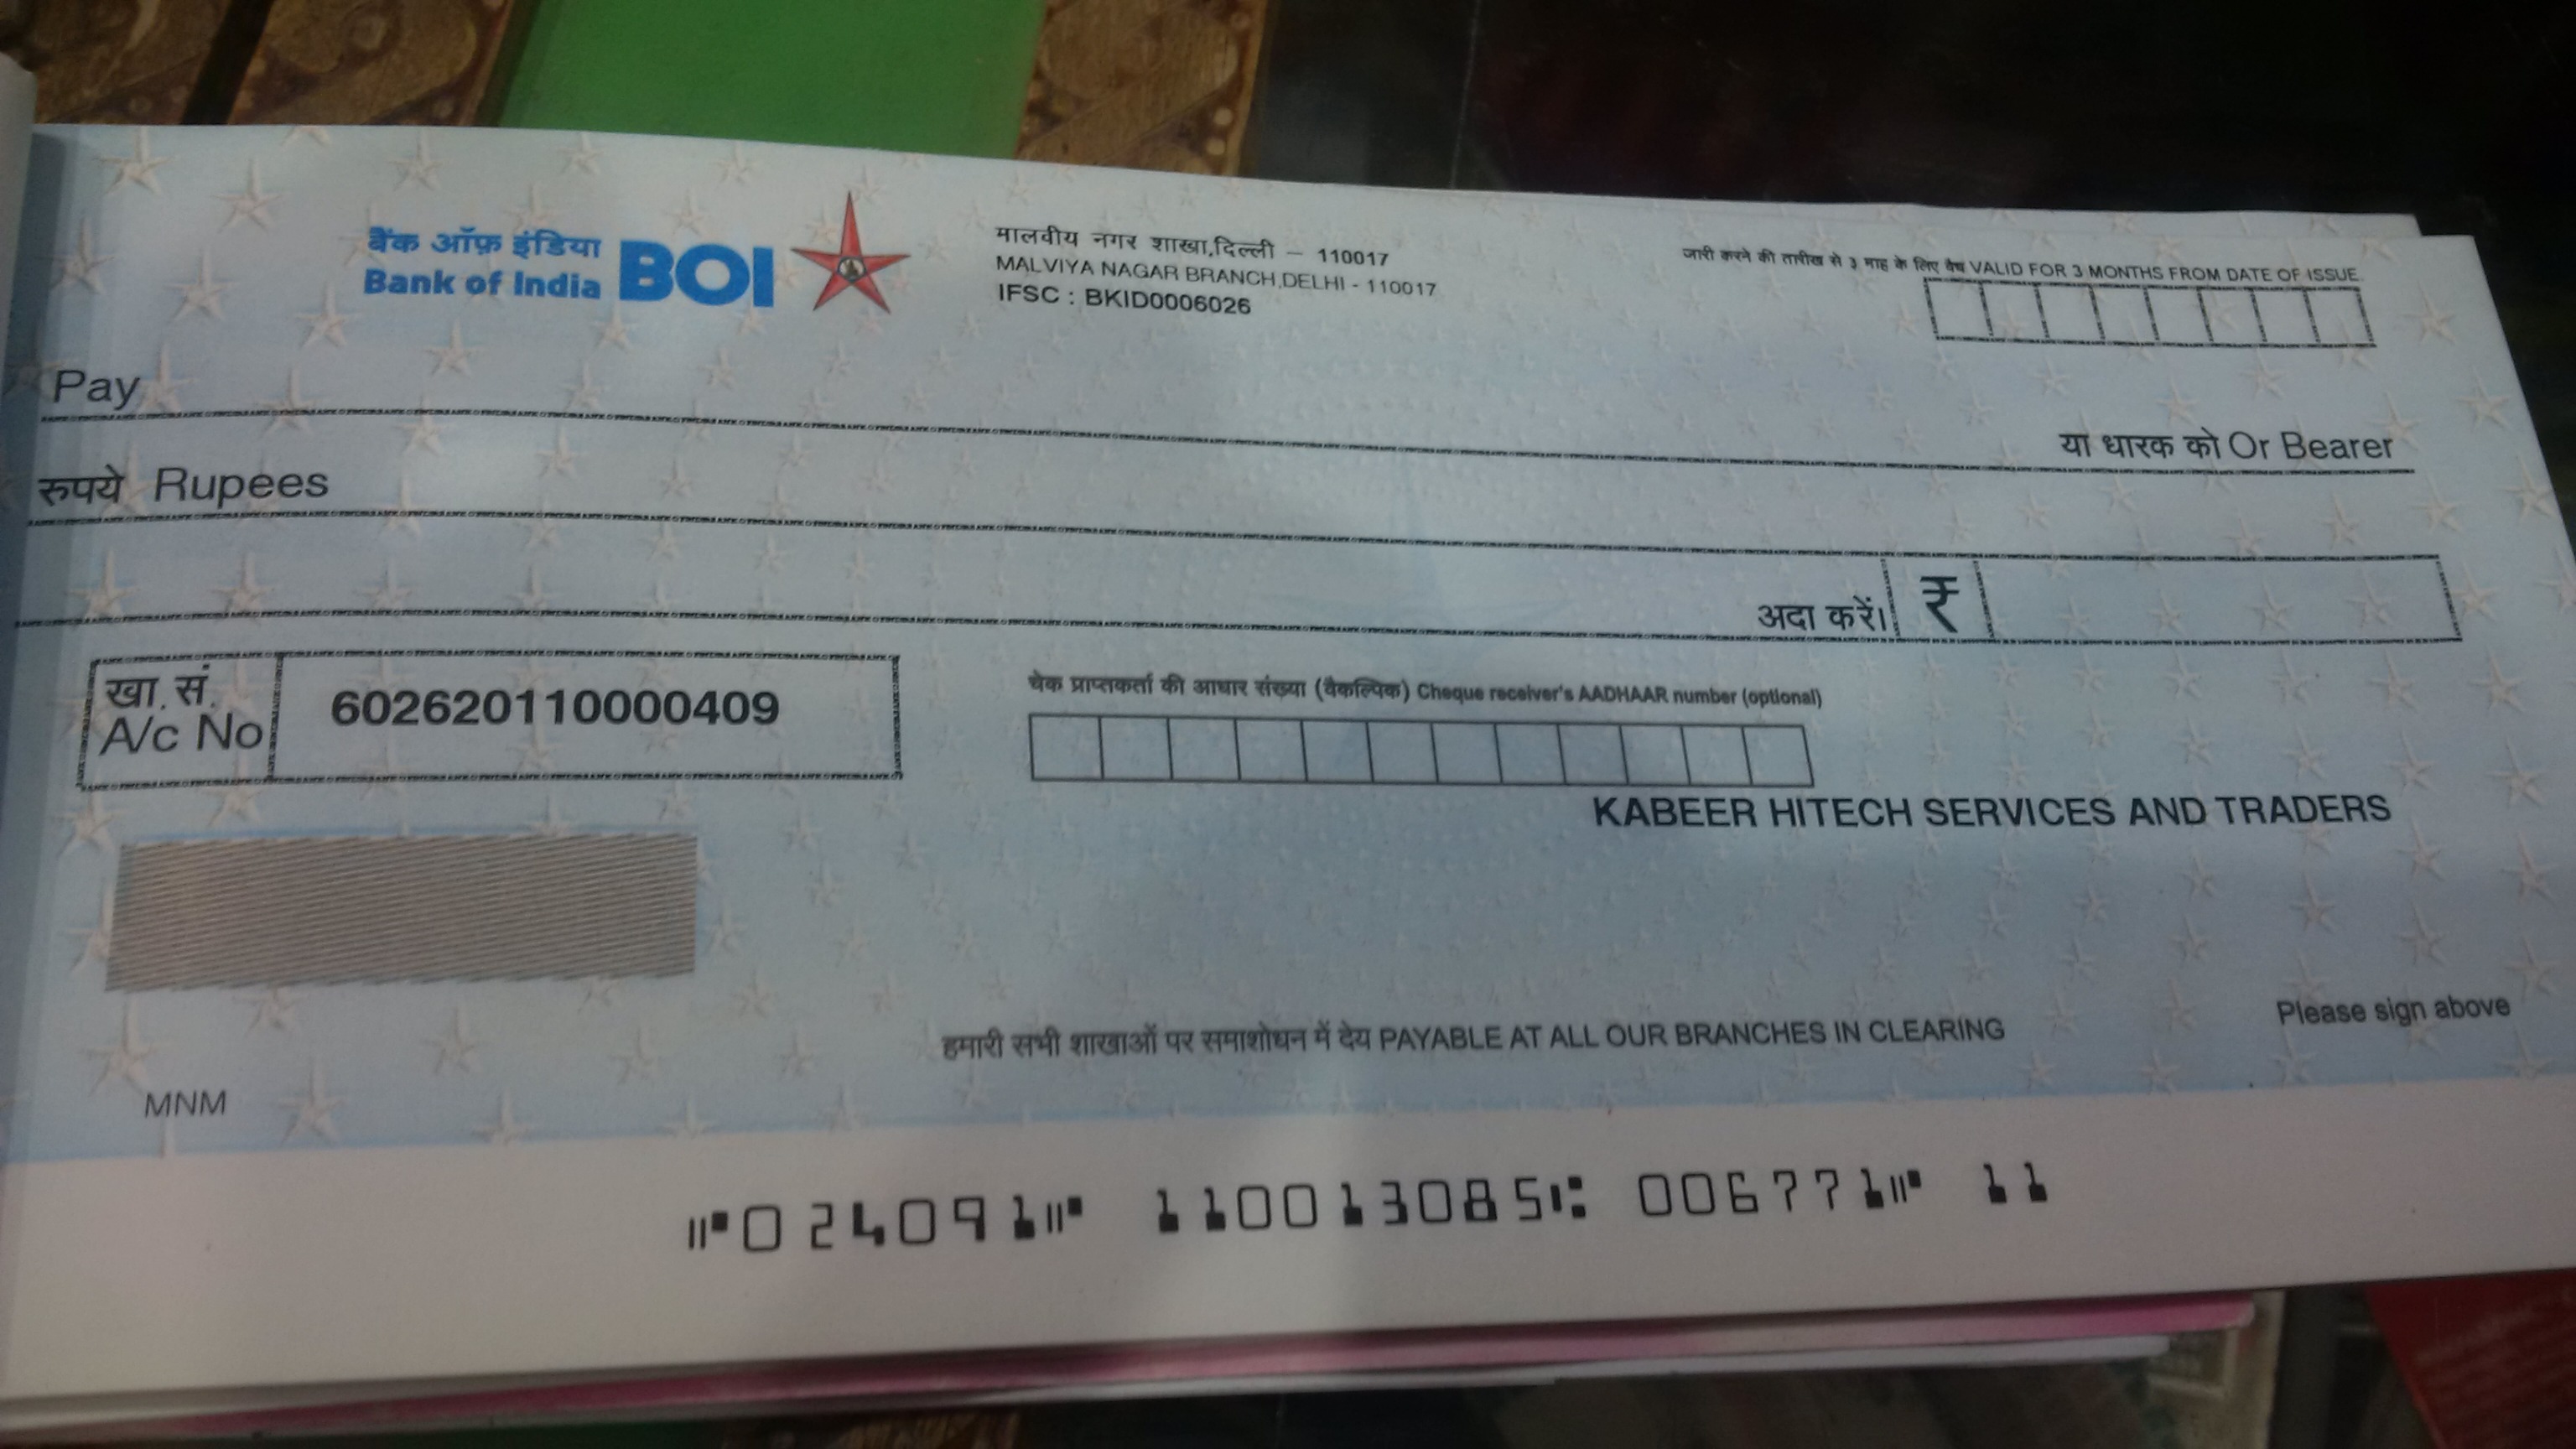 बैंक ऑफ़ इंडिया
Bank of India
BOI
मालवीय नगर शाखा,दिल्ली - 110017
MALVIYA NAGAR BRANCH,DELHI - 110017
IFSC : BKID0006026
जारी करने की तारीख से 3 माह के लिए वैध VALID FOR 3 MONTHS FROM DATE OF ISSUE
Pay
या धारक को Or Bearer
रूपये Rupees
अदा करें।
₹
खा. सं.
A/c No
602620110000409
चेक प्राप्तकर्ता की आधार संख्या (वैकल्पिक) Cheque receiver's AADHAAR number (optional)
KABEER HITECH SERVICES AND TRADERS
हमारी सभी शाखाओं पर समाशोधन में देय PAYABLE AT ALL OUR BRANCHES IN CLEARING
MNM
Please sign above
⑈024091⑈ 110013085⑆ 006771⑈ 11